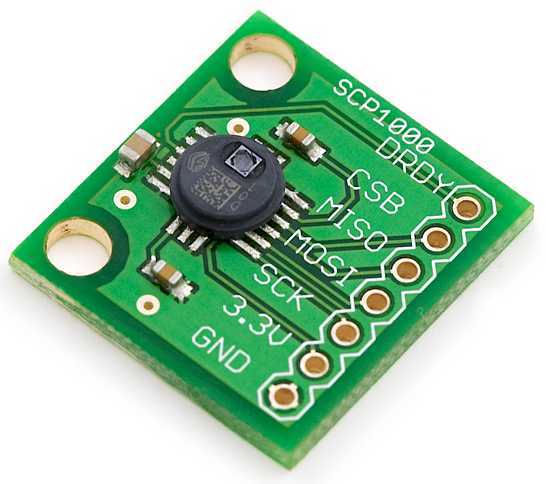 SCP1000
DRDY
CSB
MISO
MOSI
SCK
3.3V
GND